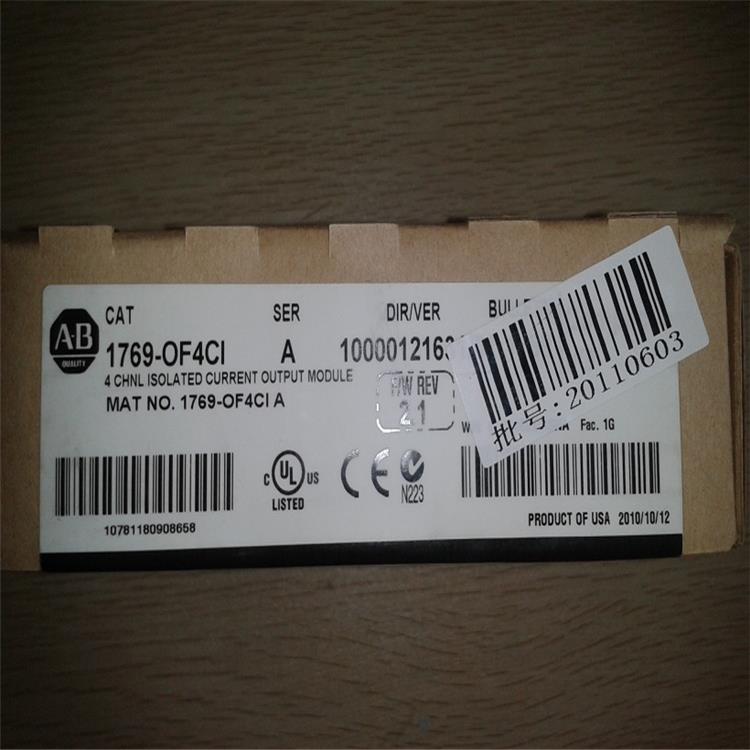 A-B
QUALITY
CAT SER DIR/VER
1769-OF4CI A
4 CHNL ISOLATED CURRENT OUTPUT MODULE
MAT NO. 1769-OF4CI A
F/W REV
2.1
批号:20110603
Fac. 1G
C UL US
LISTED
CE
N223
10781180908658
PRODUCT OF USA 2010/10/12